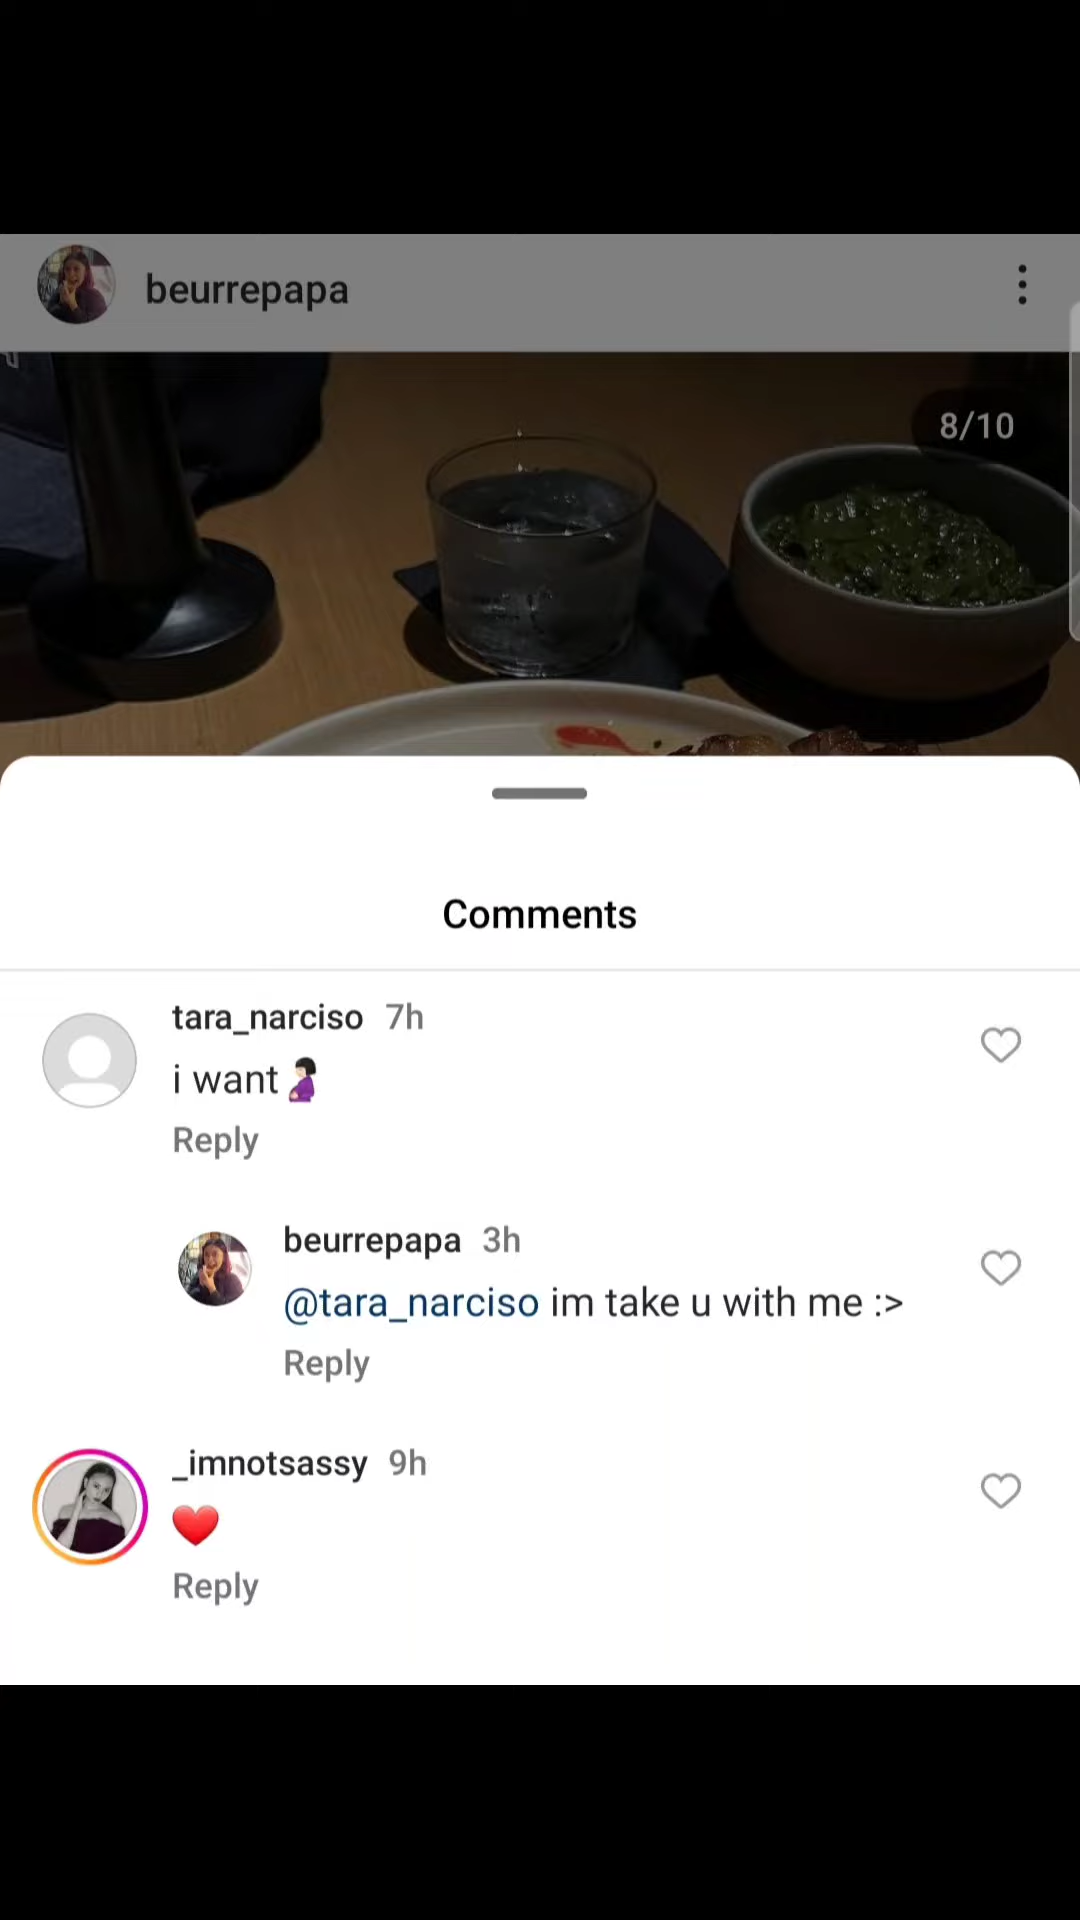 beurrepapa
8/10
Comments
tara_narciso 7h
i want🤰🏻
Reply
beurrepapa 3h
@tara_narciso im take u with me :>
Reply
_imnotsassy 9h
❤️
Reply